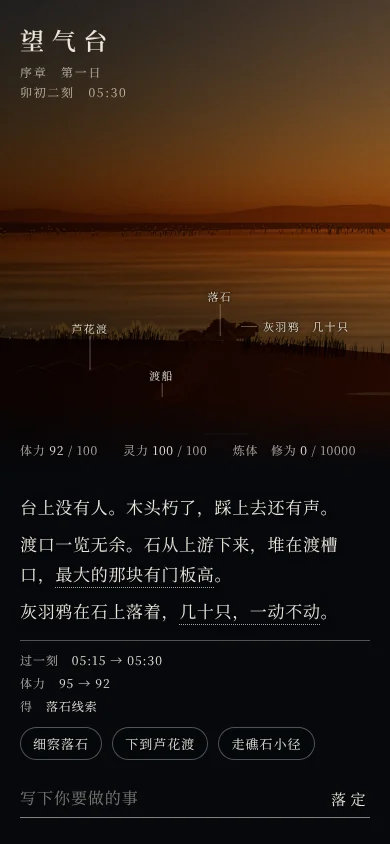 望气台
序章 第一日
卯初二刻 05:30
落石
灰羽鸦 几十只
芦花渡
渡船
体力 92 / 100 灵力 100 / 100 炼体 修为 0 / 10000
台上没有人。木头朽了，踩上去还有声。
渡口一览无余。石从上游下来，堆在渡槽
口，最大的那块有门板高。
灰羽鸦在石上落着，几十只，一动不动。
过一刻 05:15 → 05:30
体力 95 → 92
得 落石线索
细察落石 下到芦花渡 走礁石小径
写下你要做的事 落定